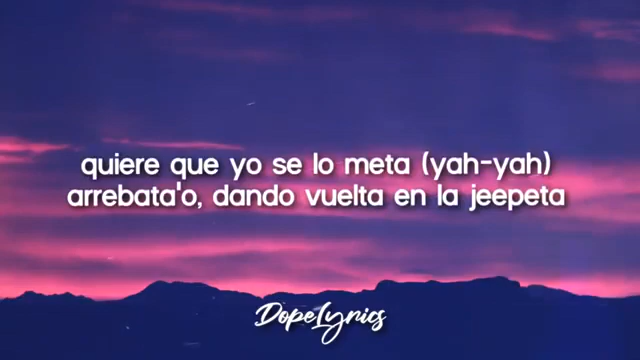 quiere que yo se lo meta (yah-yah)
arrebata'o, dando vuelta en la jeepeta
DopeLyrics